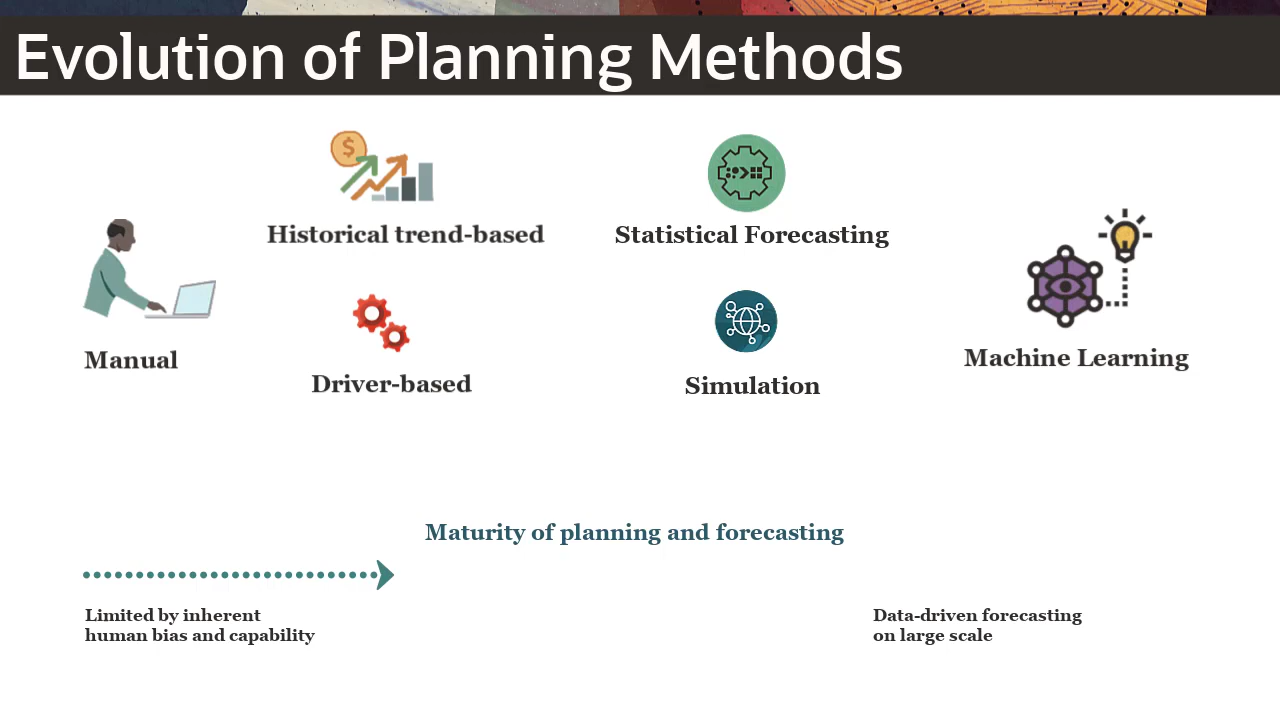 Evolution of Planning Methods
$
Historical trend-based
Statistical Forecasting
Manual
Driver-based
Simulation
Machine Learning
Maturity of planning and forecasting
Limited by inherent
human bias and capability
Data-driven forecasting
on large scale